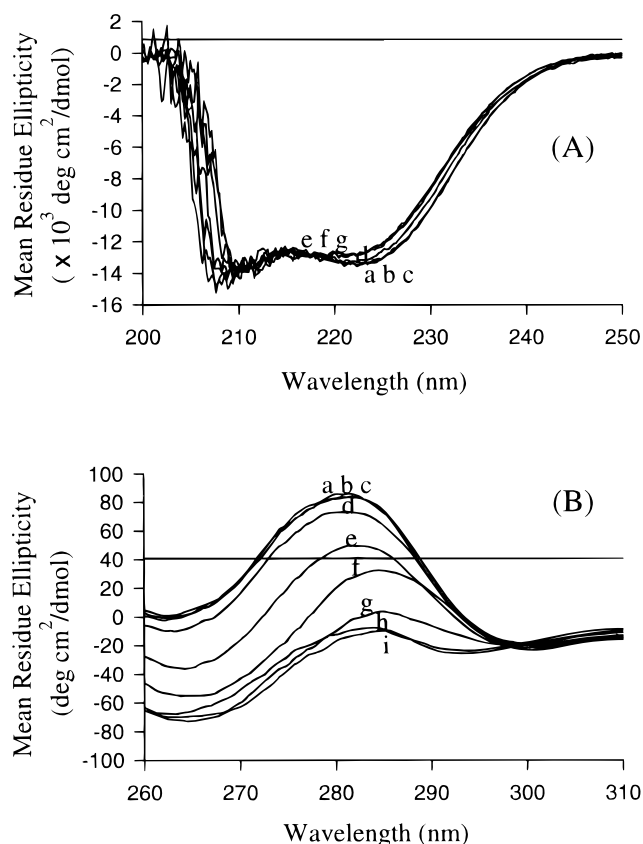 2
0
-2
-4
-6
-8
-10
-12
-14
-16
Mean Residue Ellipticity
( x 10³ deg cm²/dmol)
(A)
e f g
d
a b c
200 210 220 230 240 250
Wavelength (nm)
100
80
60
40
20
0
-20
-40
-60
-80
-100
Mean Residue Ellipticity
(deg cm²/dmol)
(B)
a b c
d
e
f
g
h
i
260 270 280 290 300 310
Wavelength (nm)